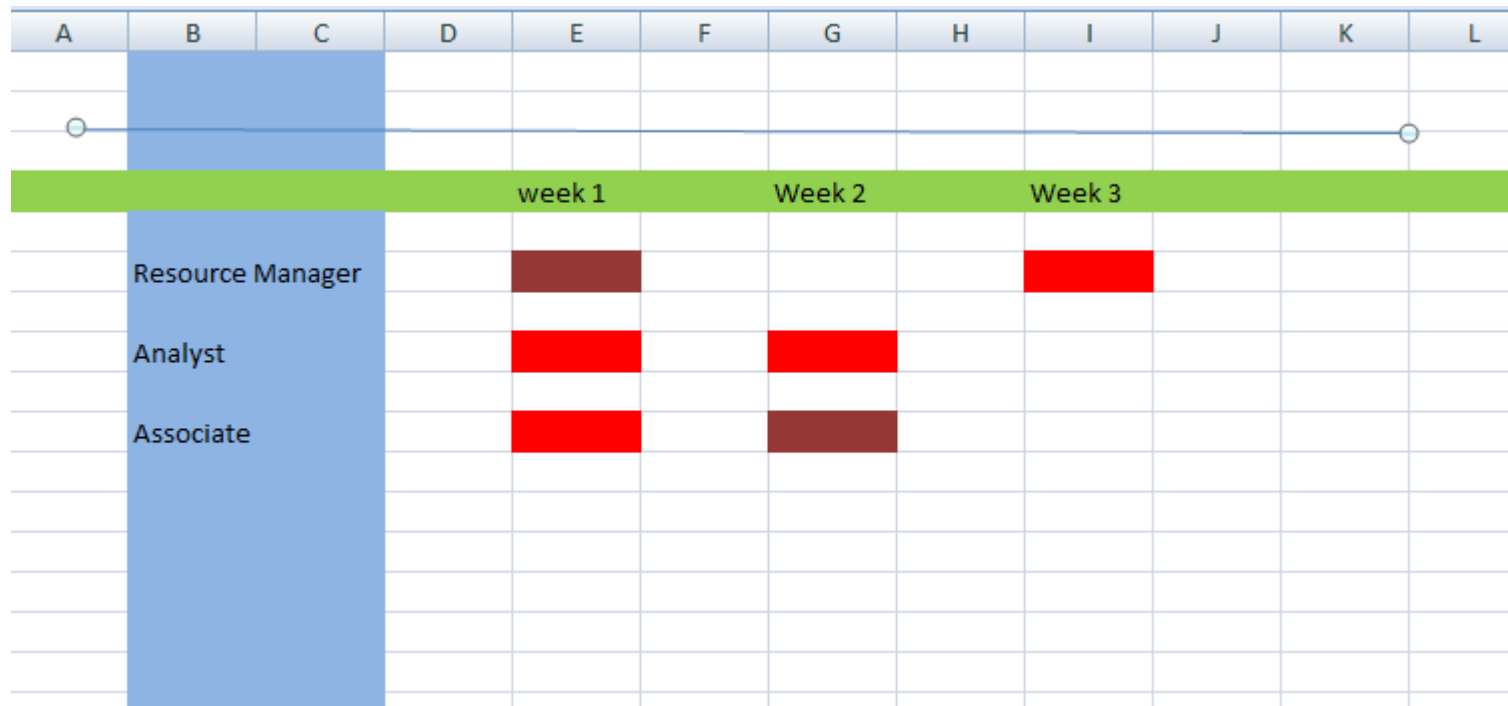 A B C D E F G H I J K L
week 1 Week 2 Week 3
Resource Manager
Analyst
Associate